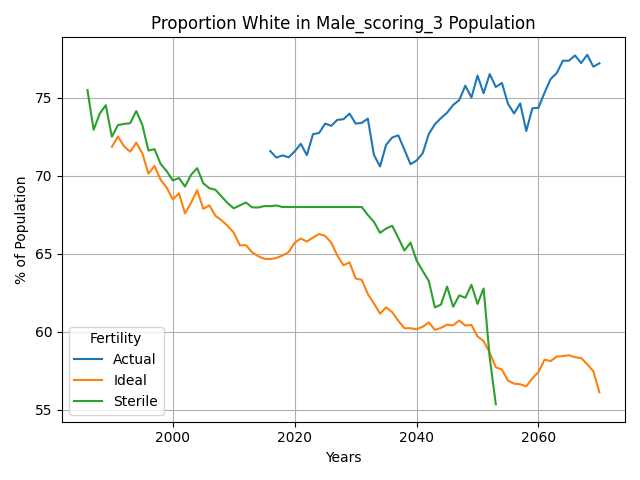 Proportion White in Male_scoring_3 Population
% of Population
75
70
65
60
55
Fertility
Actual
Ideal
Sterile
2000
2020
2040
2060
Years